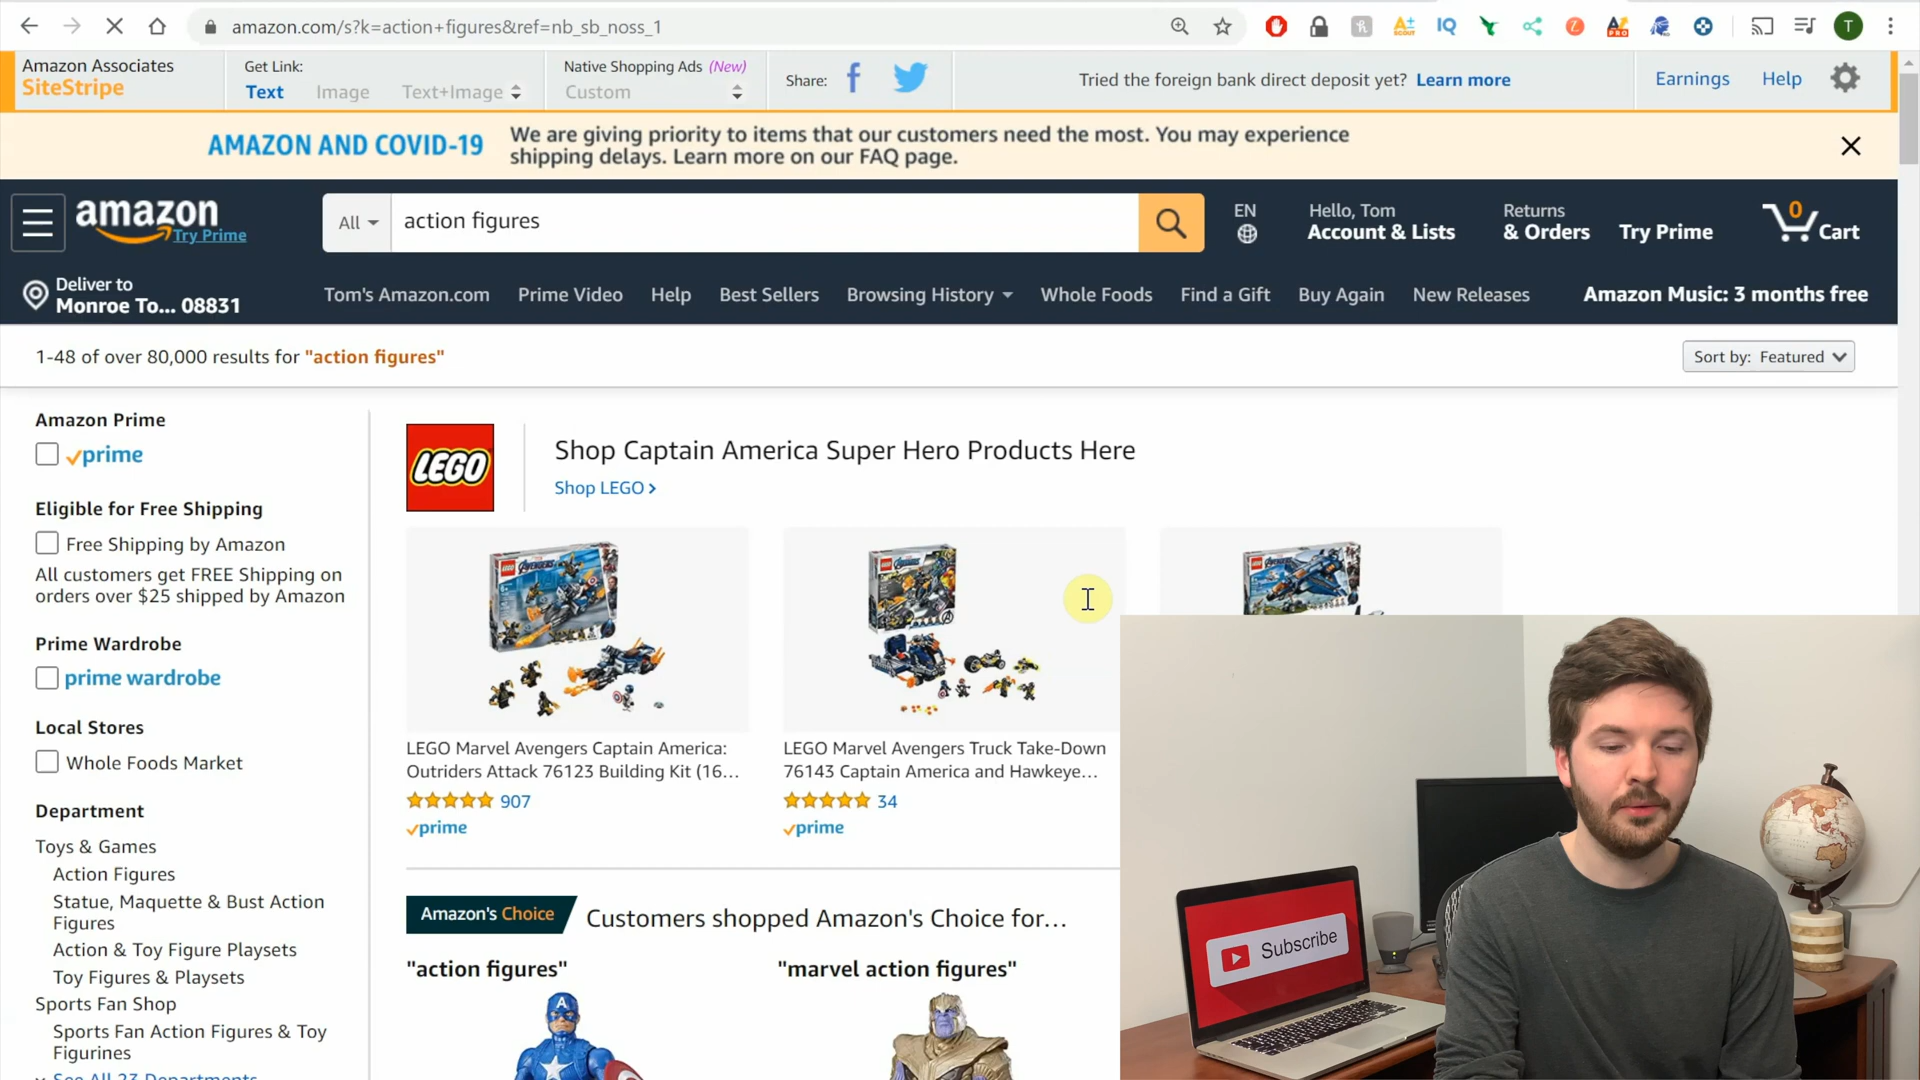 amazon.com/s?k=action+figures&ref=nb_sb_noss_1
Amazon Associates
SiteStripe
Get Link:
Text Image Text+Image
Native Shopping Ads (New)
Custom
Share:
Tried the foreign bank direct deposit yet? Learn more
Earnings Help
AMAZON AND COVID-19
We are giving priority to items that our customers need the most. You may experience
shipping delays. Learn more on our FAQ page.
amazon
Try Prime
All
action figures
EN
Hello, Tom
Account & Lists
Returns
& Orders
Try Prime
0
Cart
Deliver to
Monroe To... 08831
Tom's Amazon.com Prime Video Help Best Sellers Browsing History Whole Foods Find a Gift Buy Again New Releases
Amazon Music: 3 months free
1-48 of over 80,000 results for "action figures"
Sort by: Featured
Amazon Prime
prime
Eligible for Free Shipping
Free Shipping by Amazon
All customers get FREE Shipping on
orders over $25 shipped by Amazon
Prime Wardrobe
prime wardrobe
Local Stores
Whole Foods Market
Department
Toys & Games
Action Figures
Statue, Maquette & Bust Action
Figures
Action & Toy Figure Playsets
Toy Figures & Playsets
Sports Fan Shop
Sports Fan Action Figures & Toy
Figurines
See All 23 Departments
LEGO
Shop Captain America Super Hero Products Here
Shop LEGO
LEGO Marvel Avengers Captain America:
Outriders Attack 76123 Building Kit (16...
907
prime
LEGO Marvel Avengers Truck Take-Down
76143 Captain America and Hawkeye...
34
prime
Amazon's Choice
Customers shopped Amazon's Choice for...
"action figures"
"marvel action figures"
Subscribe